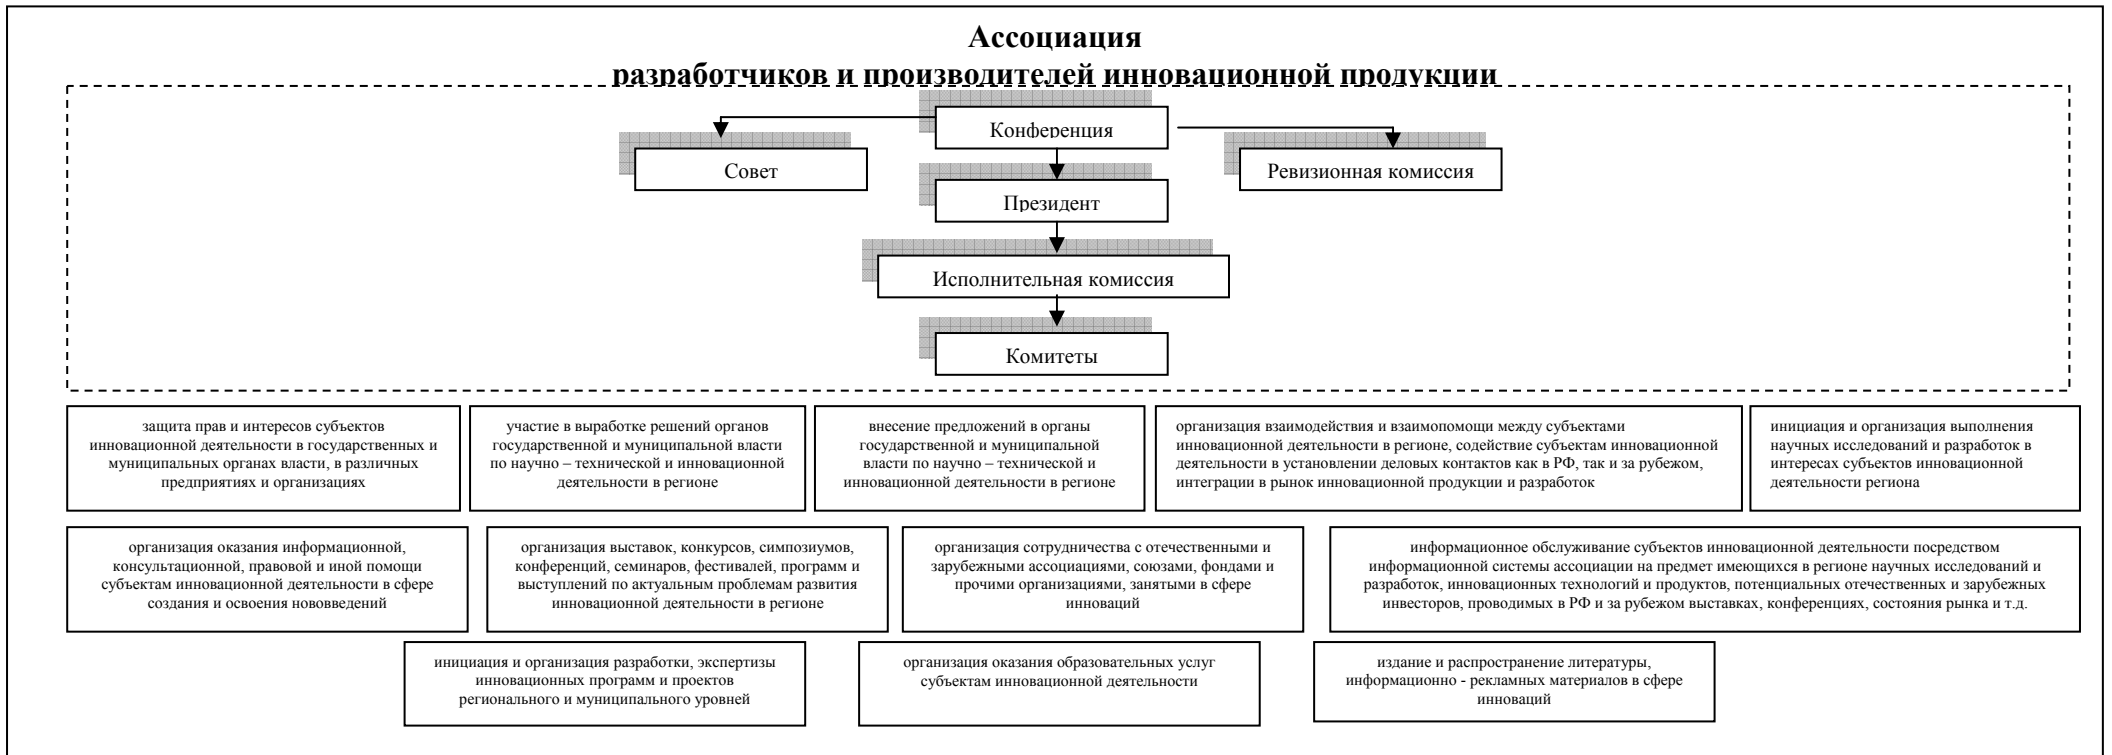 Ассоциация
разработчиков и производителей инновационной продукции
Конференция
Совет
Ревизионная комиссия
Президент
Исполнительная комиссия
Комитеты
защита прав и интересов субъектов
инновационной деятельности в государственных и
муниципальных органах власти, в различных
предприятиях и организациях
участие в выработке решений органов
государственной и муниципальной власти
по научно – технической и инновационной
деятельности в регионе
внесение предложений в органы
государственной и муниципальной
власти по научно – технической и
инновационной деятельности в регионе
организация взаимодействия и взаимопомощи между субъектами
инновационной деятельности в регионе, содействие субъектам инновационной
деятельности в установлении деловых контактов как в РФ, так и за рубежом,
интеграции в рынок инновационной продукции и разработок
инициация и организация выполнения
научных исследований и разработок в
интересах субъектов инновационной
деятельности региона
организация оказания информационной,
консультационной, правовой и иной помощи
субъектам инновационной деятельности в сфере
создания и освоения нововведений
организация выставок, конкурсов, симпозиумов,
конференций, семинаров, фестивалей, программ и
выступлений по актуальным проблемам развития
инновационной деятельности в регионе
организация сотрудничества с отечественными и
зарубежными ассоциациями, союзами, фондами и
прочими организациями, занятыми в сфере
инноваций
информационное обслуживание субъектов инновационной деятельности посредством
информационной системы ассоциации на предмет имеющихся в регионе научных исследований и
разработок, инновационных технологий и продуктов, потенциальных отечественных и зарубежных
инвесторов, проводимых в РФ и за рубежом выставках, конференциях, состояния рынка и т.д.
инициация и организация разработки, экспертизы
инновационных программ и проектов
регионального и муниципального уровней
организация оказания образовательных услуг
субъектам инновационной деятельности
издание и распространение литературы,
информационно - рекламных материалов в сфере
инноваций